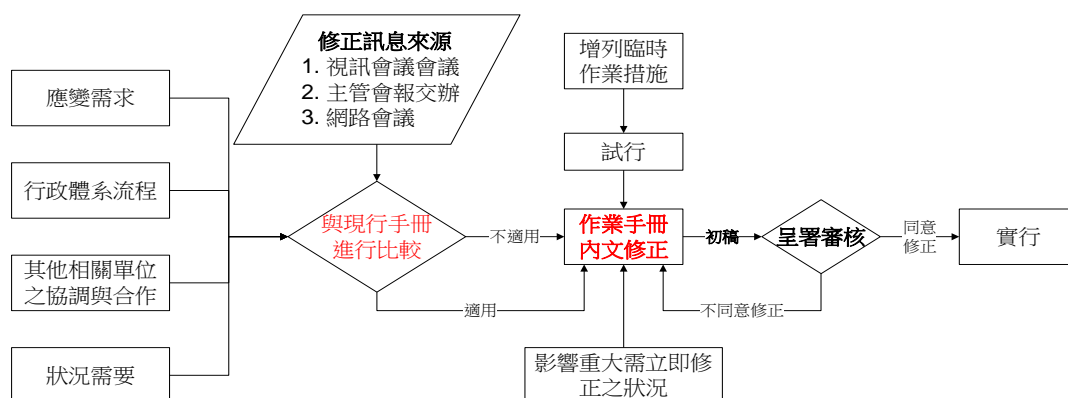 應變需求
行政體系流程
其他相關單位
之協調與合作
狀況需要
修正訊息來源
1. 視訊會議會議
2. 主管會報交辦
3. 網路會議
與現行手冊
進行比較
不適用
適用
增列臨時
作業措施
試行
作業手冊
內文修正
影響重大需立即修
正之狀況
初稿
呈署審核
不同意修正
同意
修正
實行